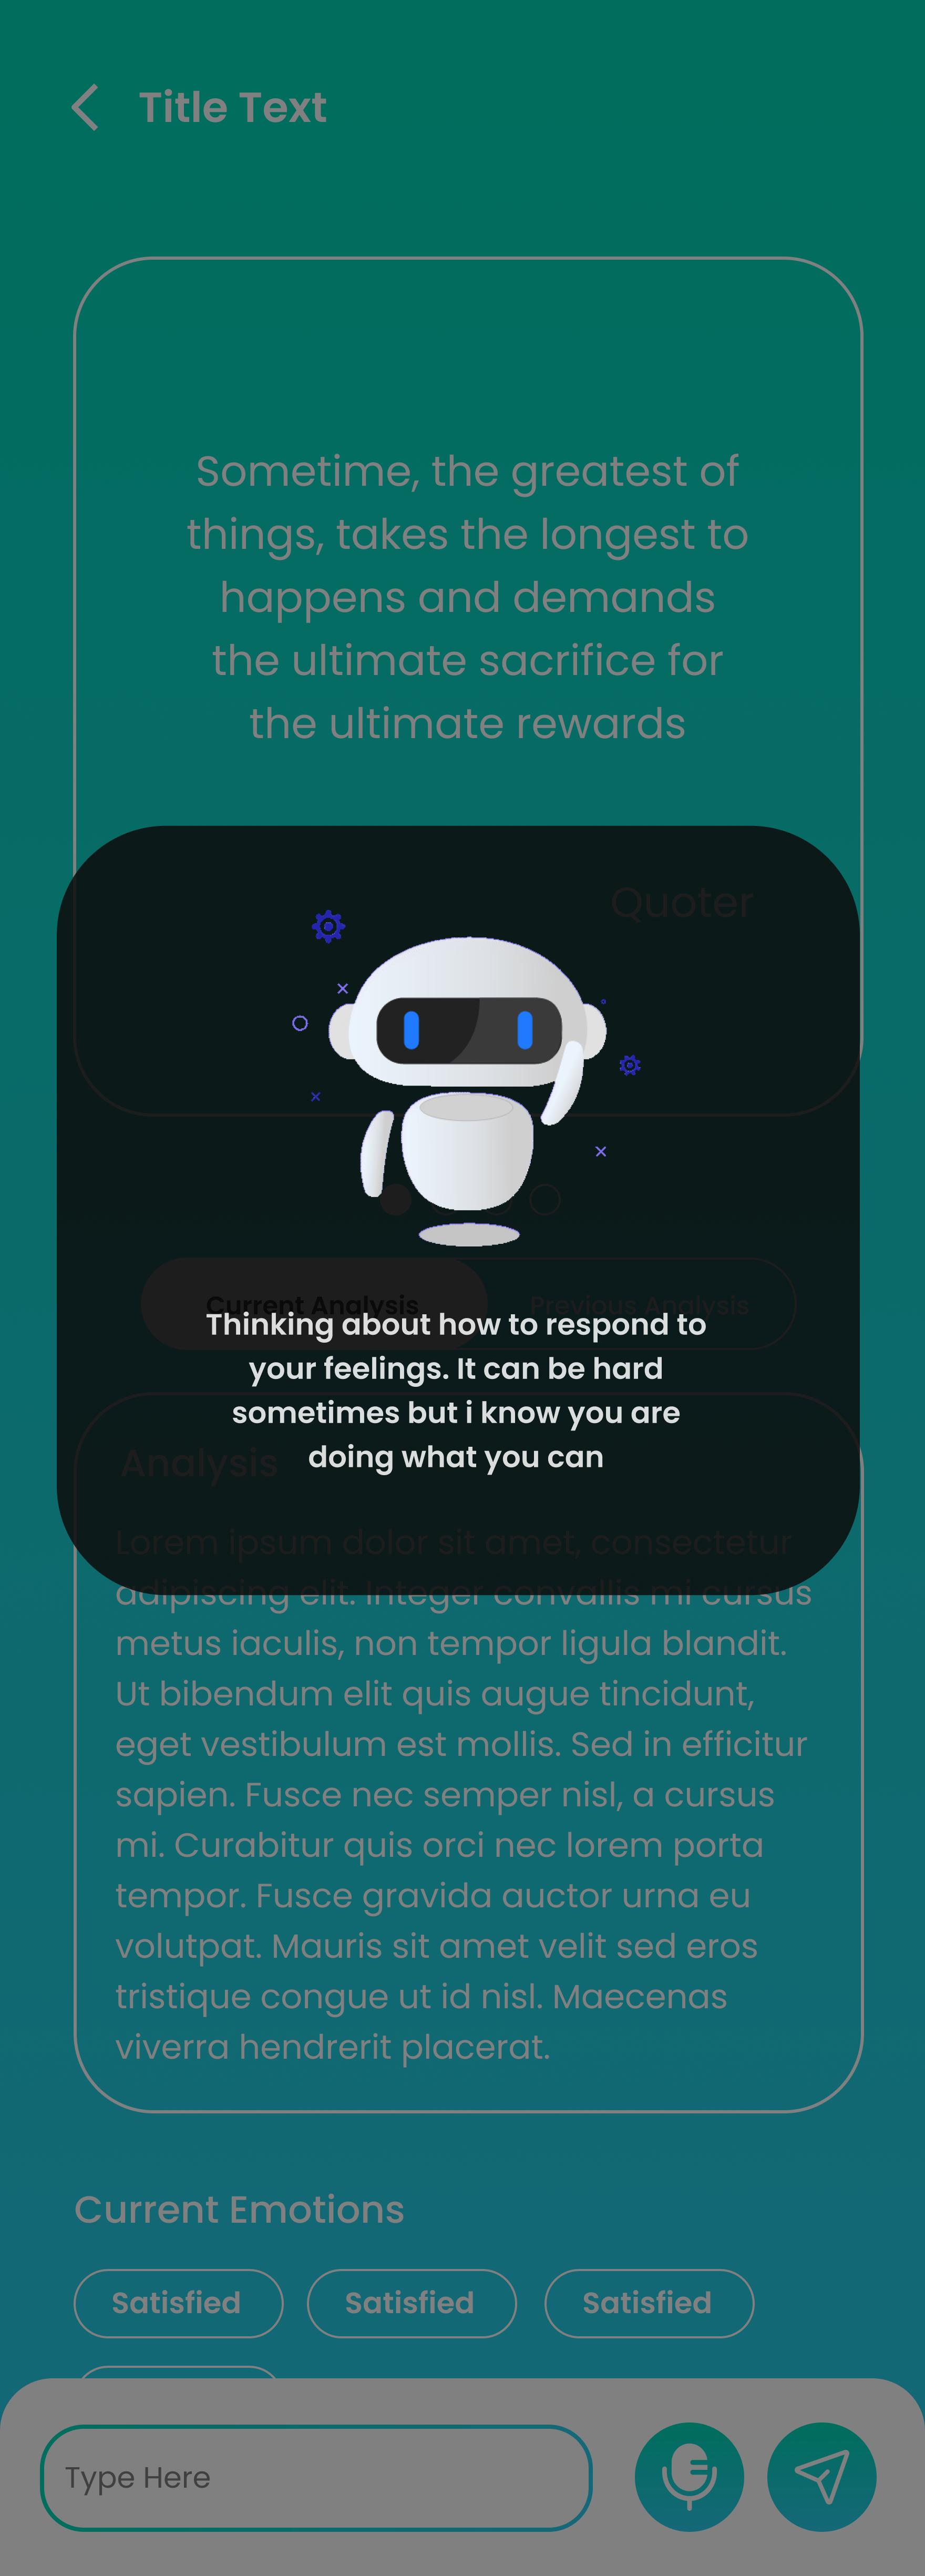 Title Text
Sometime, the greatest of
things, takes the longest to
happens and demands
the ultimate sacrifice for
the ultimate rewards
Quoter
Current Analysis
Previous Analysis
Thinking about how to respond to
your feelings. It can be hard
sometimes but i know you are
doing what you can
Analysis
Lorem ipsum dolor sit amet, consectetur
adipiscing elit. Integer convallis mi cursus
metus iaculis, non tempor ligula blandit.
Ut bibendum elit quis augue tincidunt,
eget vestibulum est mollis. Sed in efficitur
sapien. Fusce nec semper nisl, a cursus
mi. Curabitur quis orci nec lorem porta
tempor. Fusce gravida auctor urna eu
volutpat. Mauris sit amet velit sed eros
tristique congue ut id nisl. Maecenas
viverra hendrerit placerat.
Current Emotions
Satisfied
Satisfied
Satisfied
Type Here